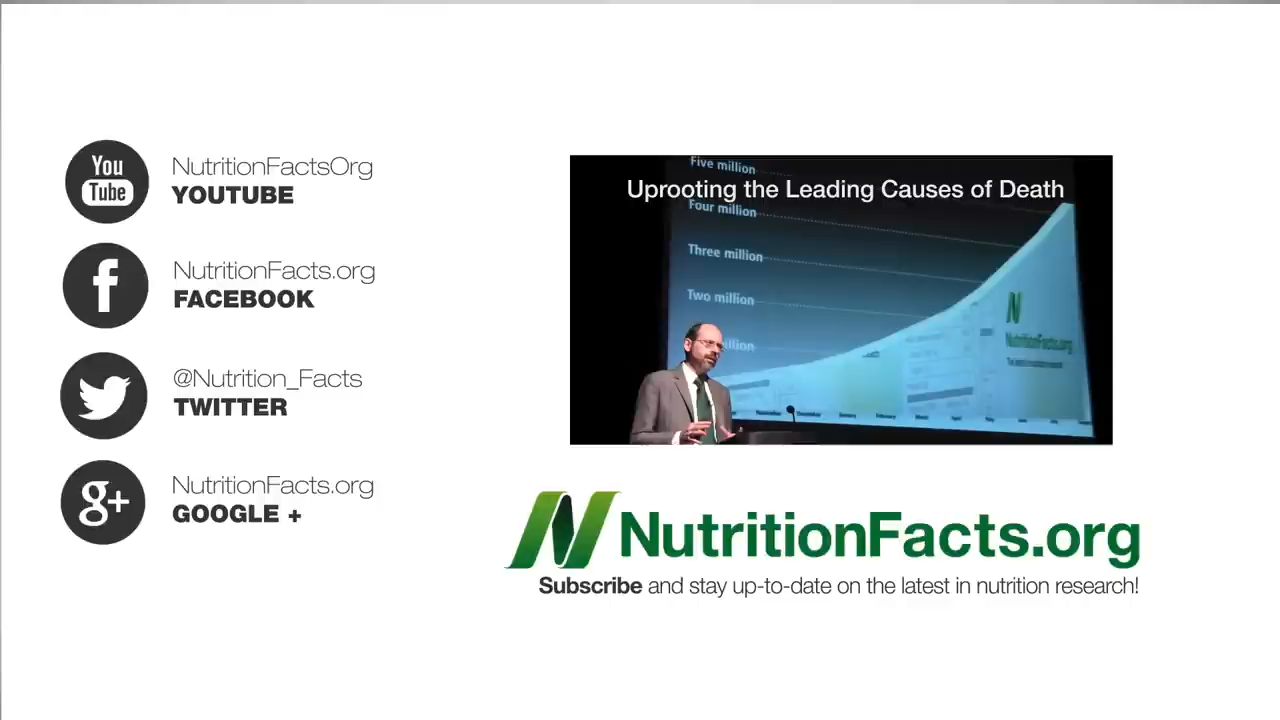 You
Tube
NutritionFactsOrg
YOUTUBE
f
NutritionFacts.org
FACEBOOK
@Nutrition_Facts
TWITTER
g+
NutritionFacts.org
GOOGLE +
Five million
Uprooting the Leading Causes of Death
Four million
Three million
Two million
NutritionFacts.org
N NutritionFacts.org
Subscribe and stay up-to-date on the latest in nutrition research!